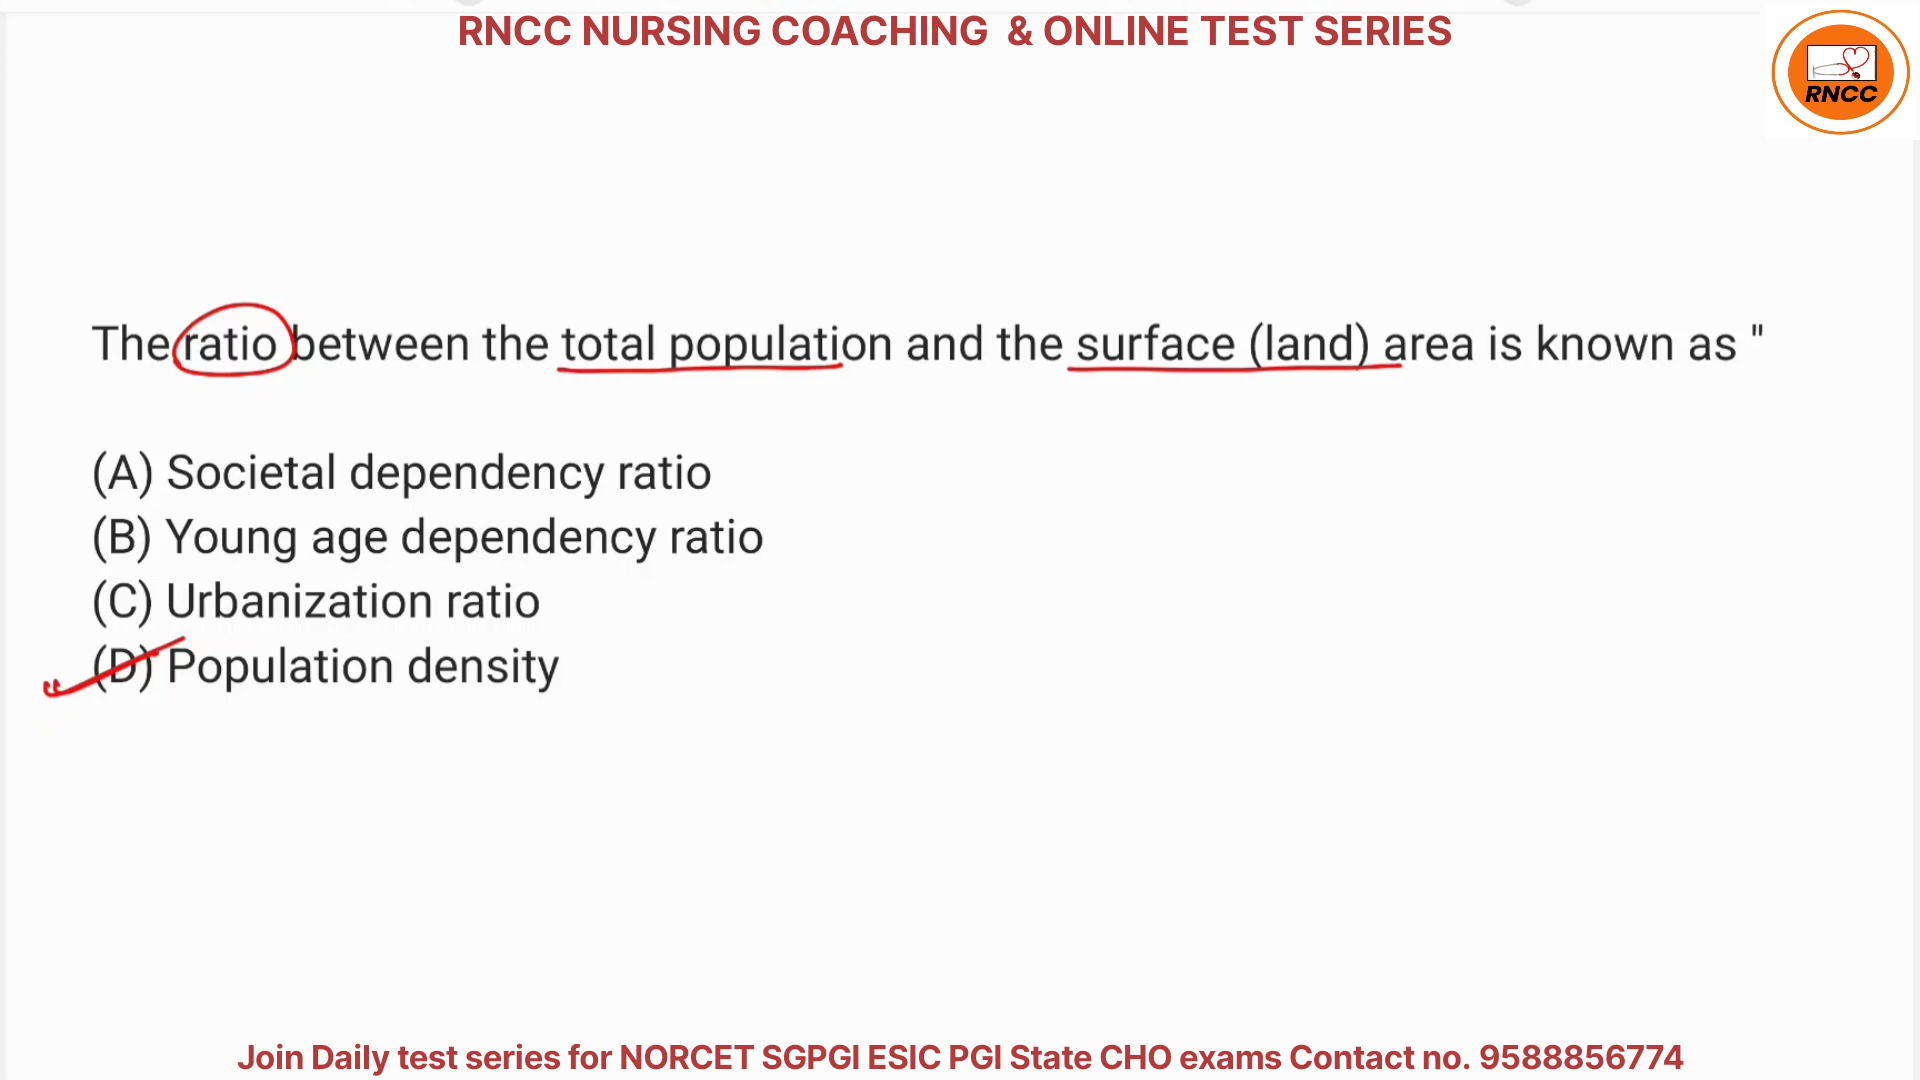 RNCC NURSING COACHING & ONLINE TEST SERIES
RNCC
The ratio between the total population and the surface (land) area is known as "
(A) Societal dependency ratio
(B) Young age dependency ratio
(C) Urbanization ratio
(D) Population density
Join Daily test series for NORCET SGPGI ESIC PGI State CHO exams Contact no. 9588856774